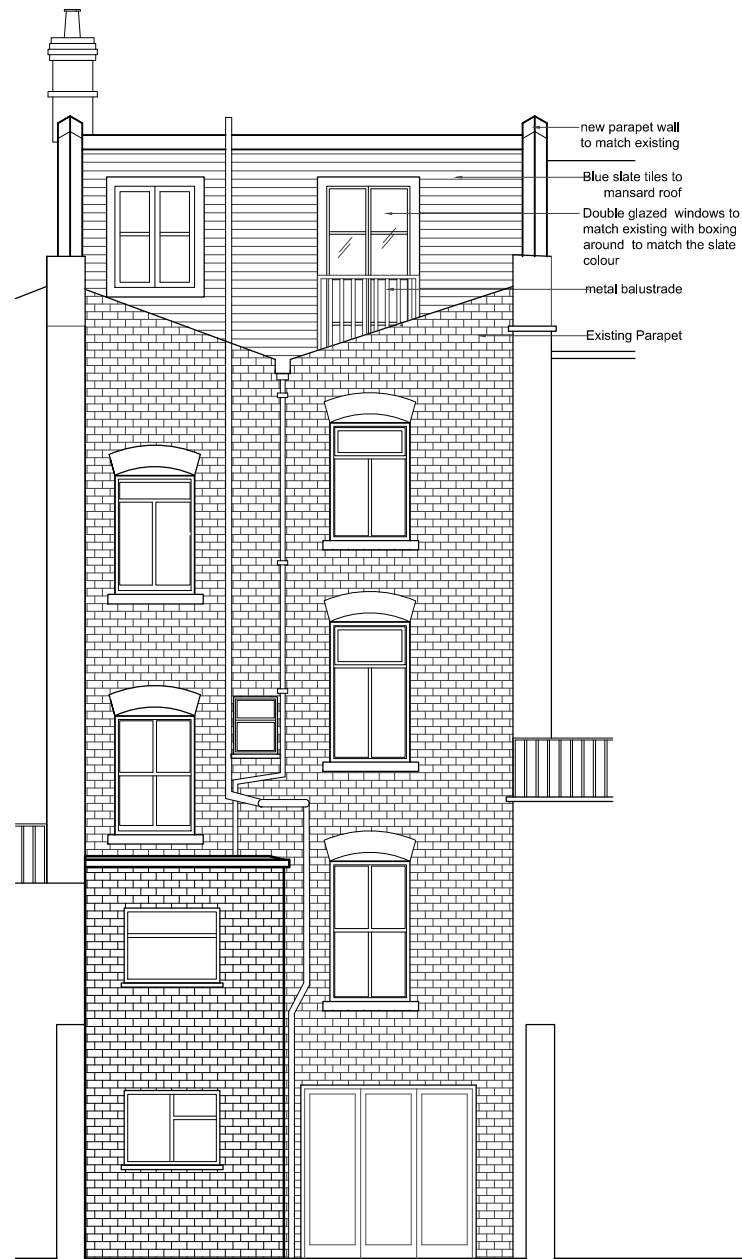 new parapet wall
to match existing
Blue slate tiles to
mansard roof
Double glazed windows to
match existing with boxing
around to match the slate
colour
metal balustrade
Existing Parapet